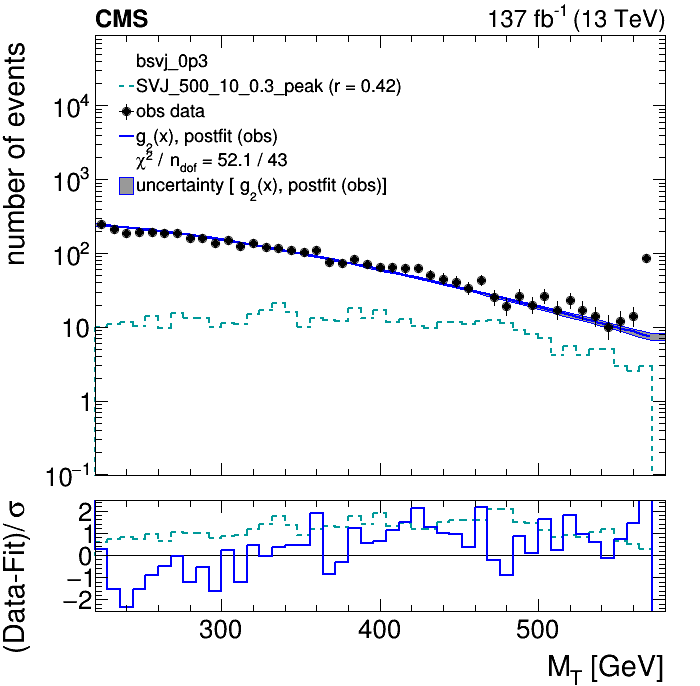 CMS 137 fb⁻¹ (13 TeV)
number of events
bsvj_0p3
SVJ_500_10_0.3_peak (r = 0.42)
obs data
g₂(x), postfit (obs)
χ² / n_dof = 52.1 / 43
uncertainty [ g₂(x), postfit (obs)]
10⁴
10³
10²
10
1
10⁻¹
(Data-Fit)/σ
2
1
0
−1
−2
300 400 500
M_T [GeV]